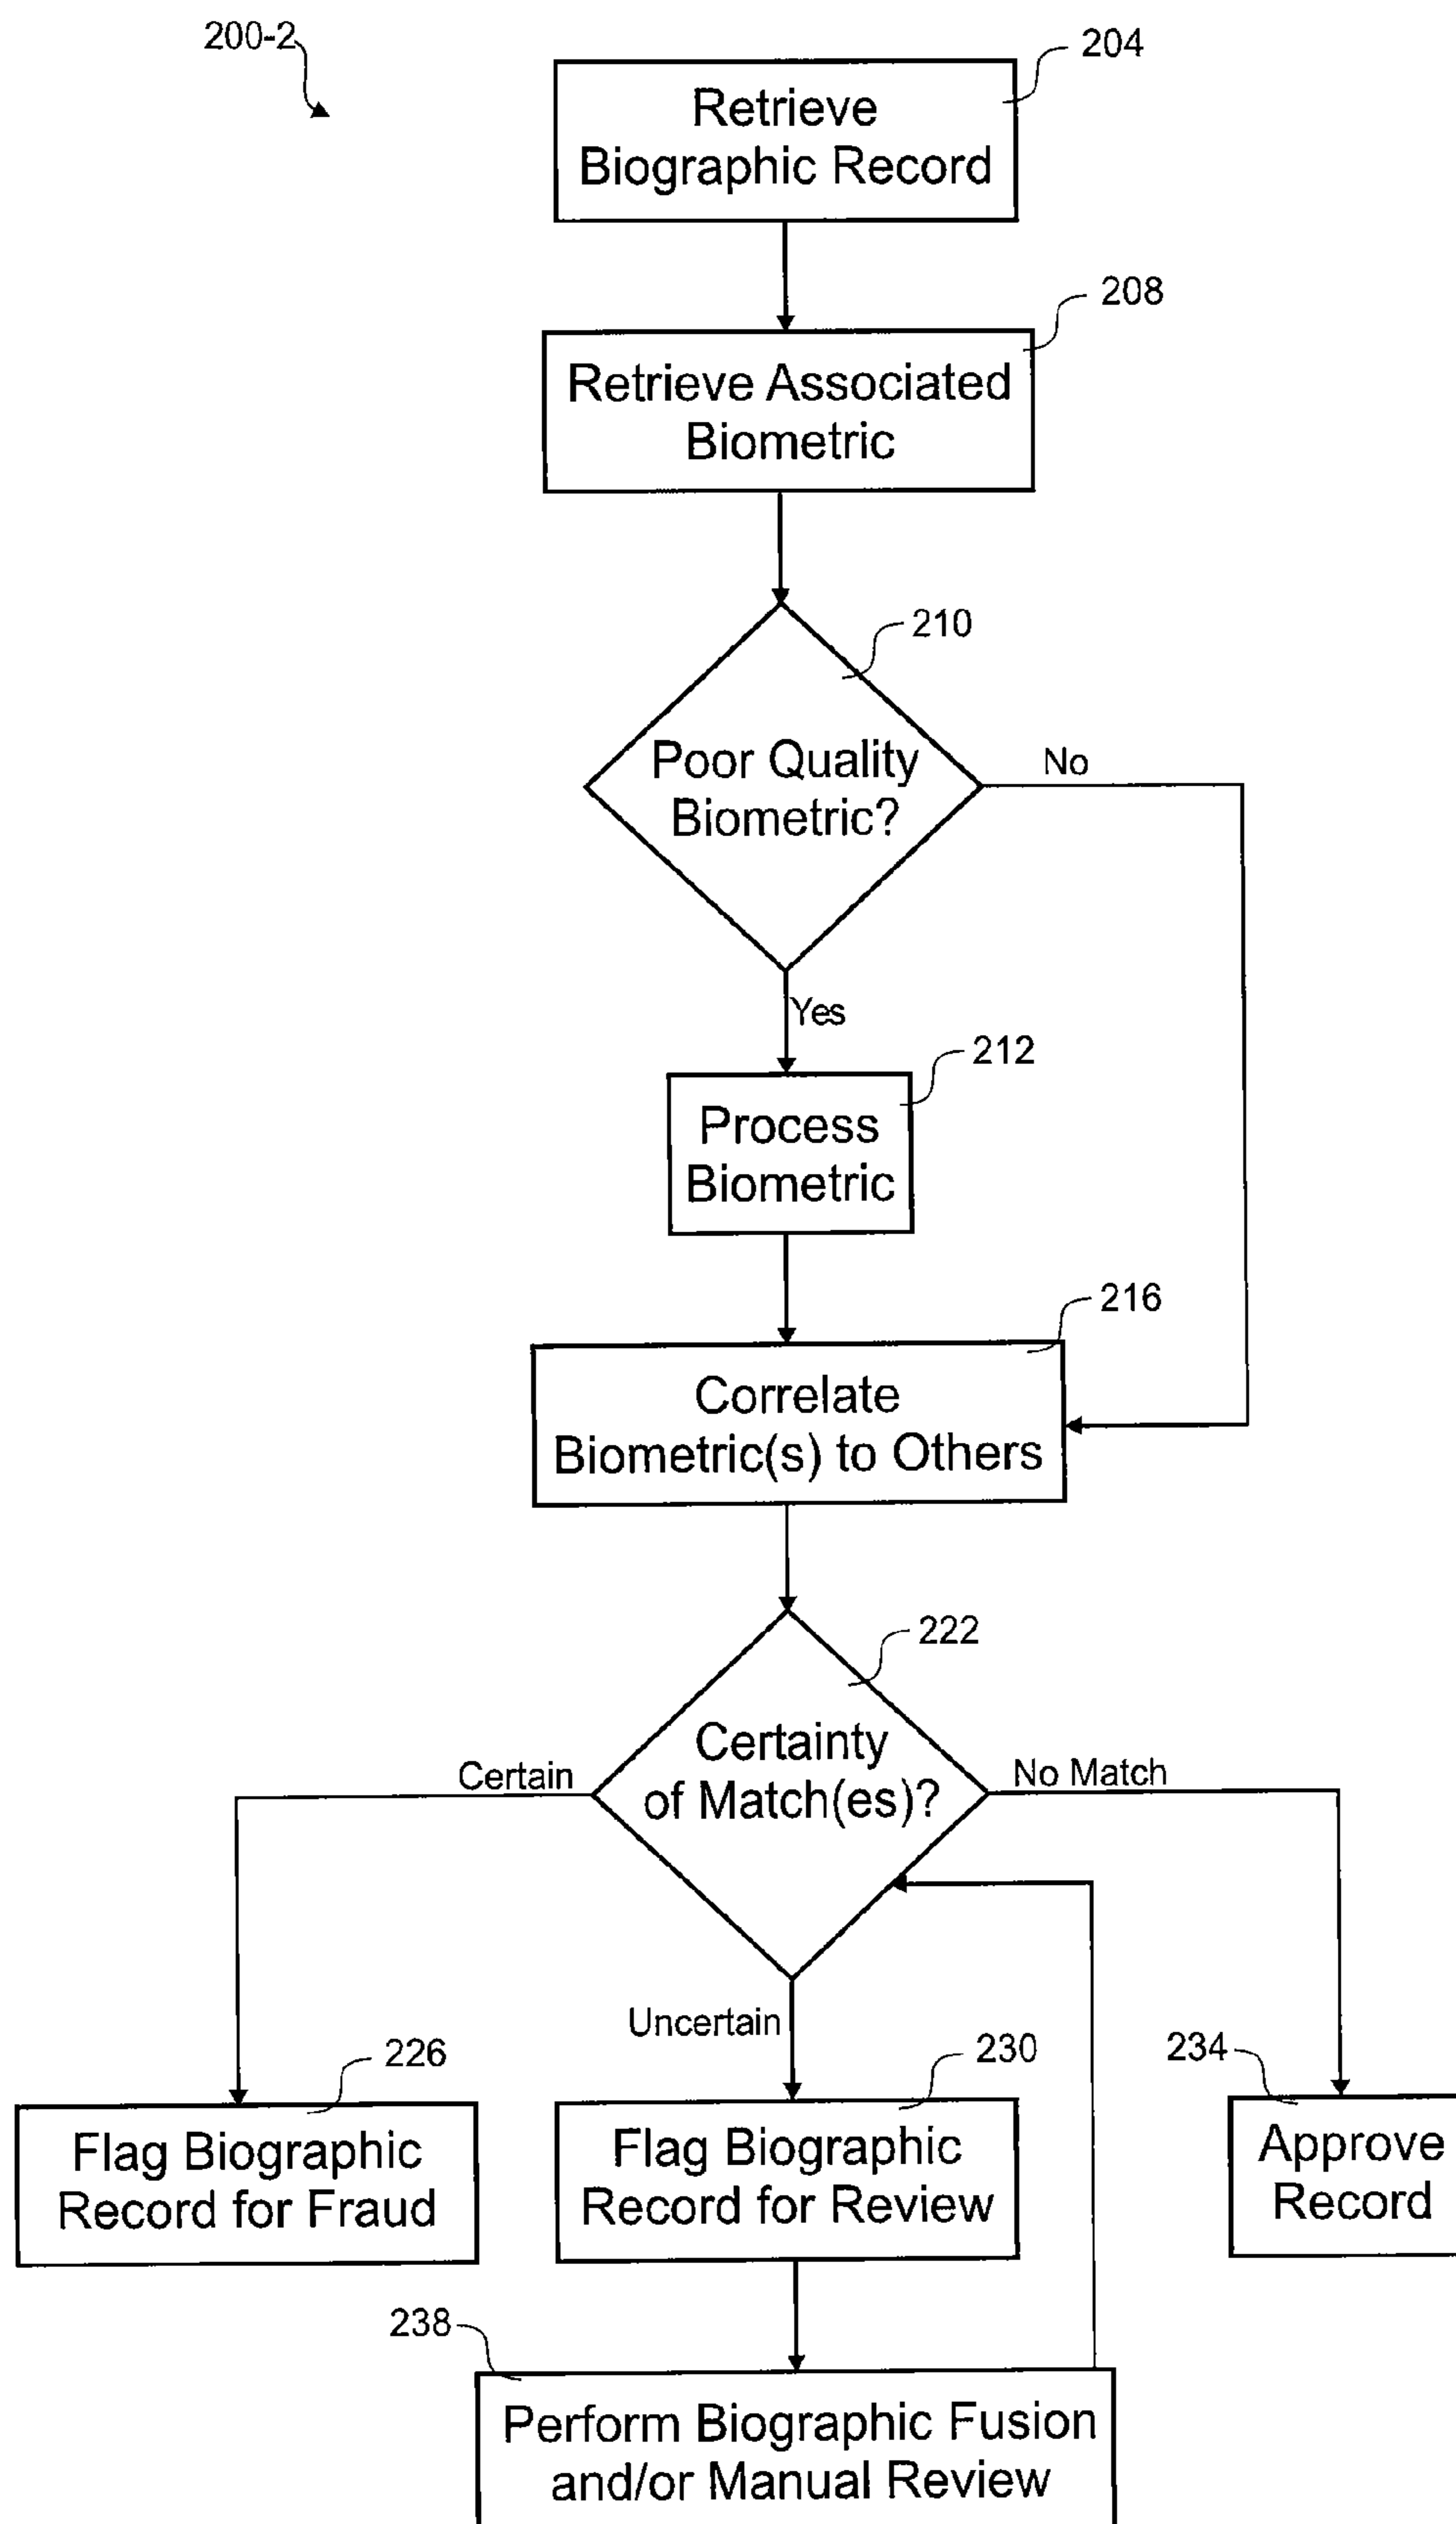 200-2
204
Retrieve
Biographic Record
208
Retrieve Associated
Biometric
210
Poor Quality
Biometric?
No
Yes
212
Process
Biometric
216
Correlate
Biometric(s) to Others
222
Certainty
of Match(es)?
Certain
No Match
Uncertain
226
230
234
Flag Biographic
Record for Fraud
Flag Biographic
Record for Review
Approve
Record
238
Perform Biographic Fusion
and/or Manual Review